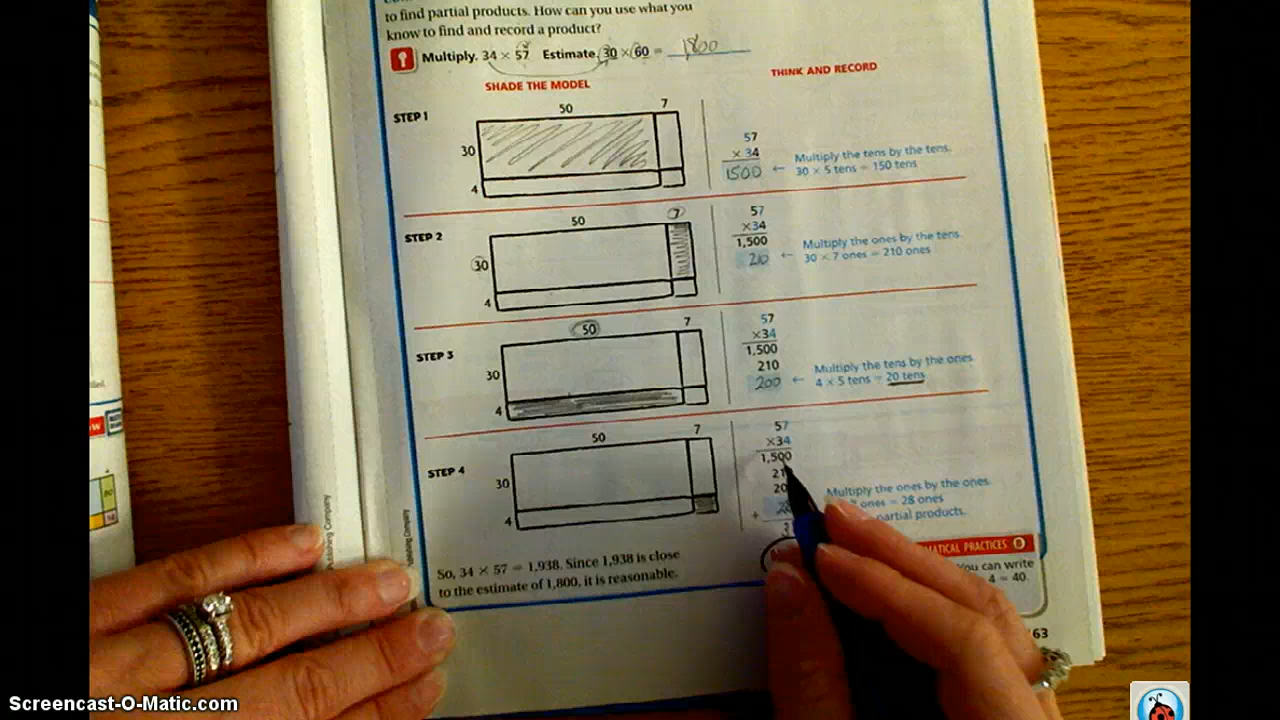 to find partial products. How can you use what you
know to find and record a product?
Multiply. 34 × 57 Estimate. 30 × 60 = 1800
SHADE THE MODEL
THINK AND RECORD
STEP 1
50
7
30
4
57
× 34
1500
← Multiply the tens by the tens.
30 × 5 tens = 150 tens
STEP 2
50
7
30
4
57
×34
1,500
210
← Multiply the ones by the tens.
30 × 7 ones = 210 ones
STEP 3
50
7
30
4
57
×34
1,500
210
200
← Multiply the tens by the ones.
4 × 5 tens = 20 tens
STEP 4
50
7
30
4
57
×34
1,500
+
Multiply the ones by the ones.
ones = 28 ones
partial products.
So, 34 × 57 = 1,938. Since 1,938 is close
to the estimate of 1,800, it is reasonable.
PRACTICES
You can write
4 = 40.
63
Publishing Company
Screencast-O-Matic.com